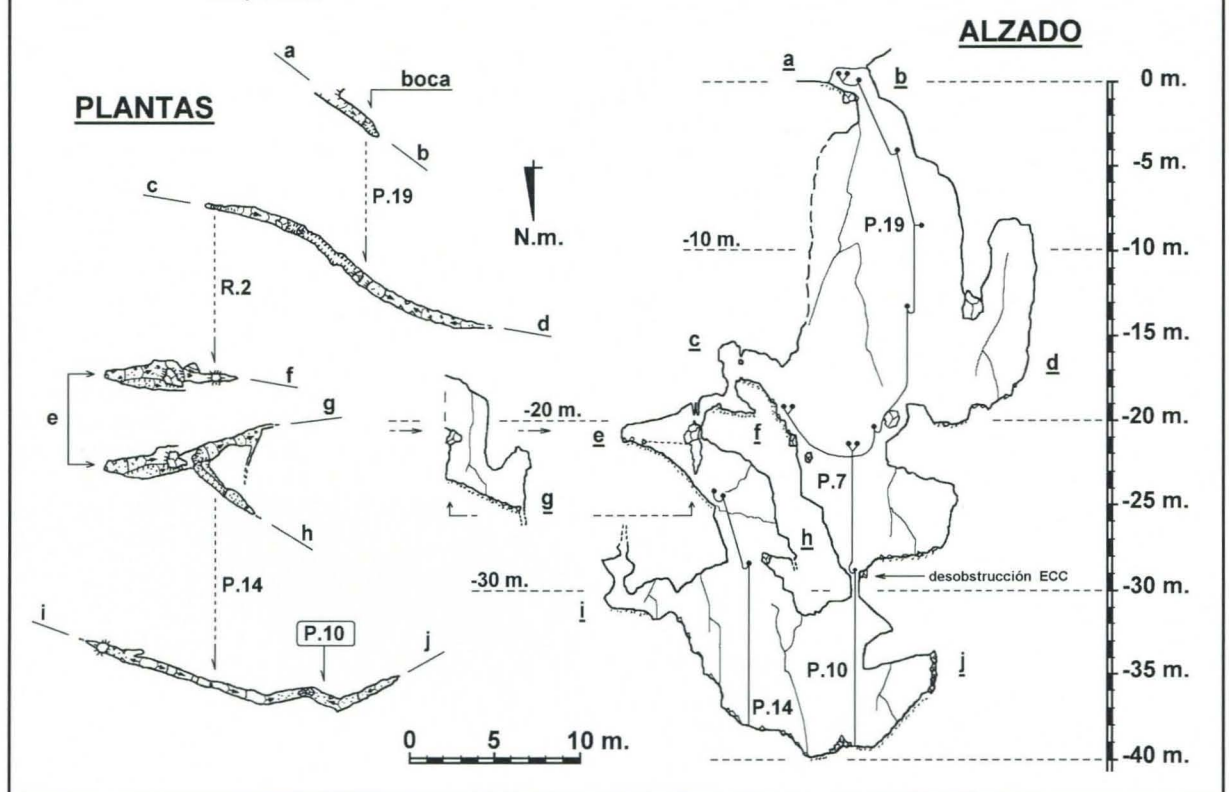 ALZADO
PLANTAS
a
boca
b
c
P.19
N.m.
R.2
d
e
f
g
h
P.14
i
P.10
j
0 5 10 m.
a
b
0 m.
-5 m.
P.19
-10 m.
-10 m.
-15 m.
c
d
-20 m.
-20 m.
e
f
P.7
g
-25 m.
h
desobstrucción ECC
-30 m.
-30 m.
i
P.10
j
-35 m.
P.14
-40 m.